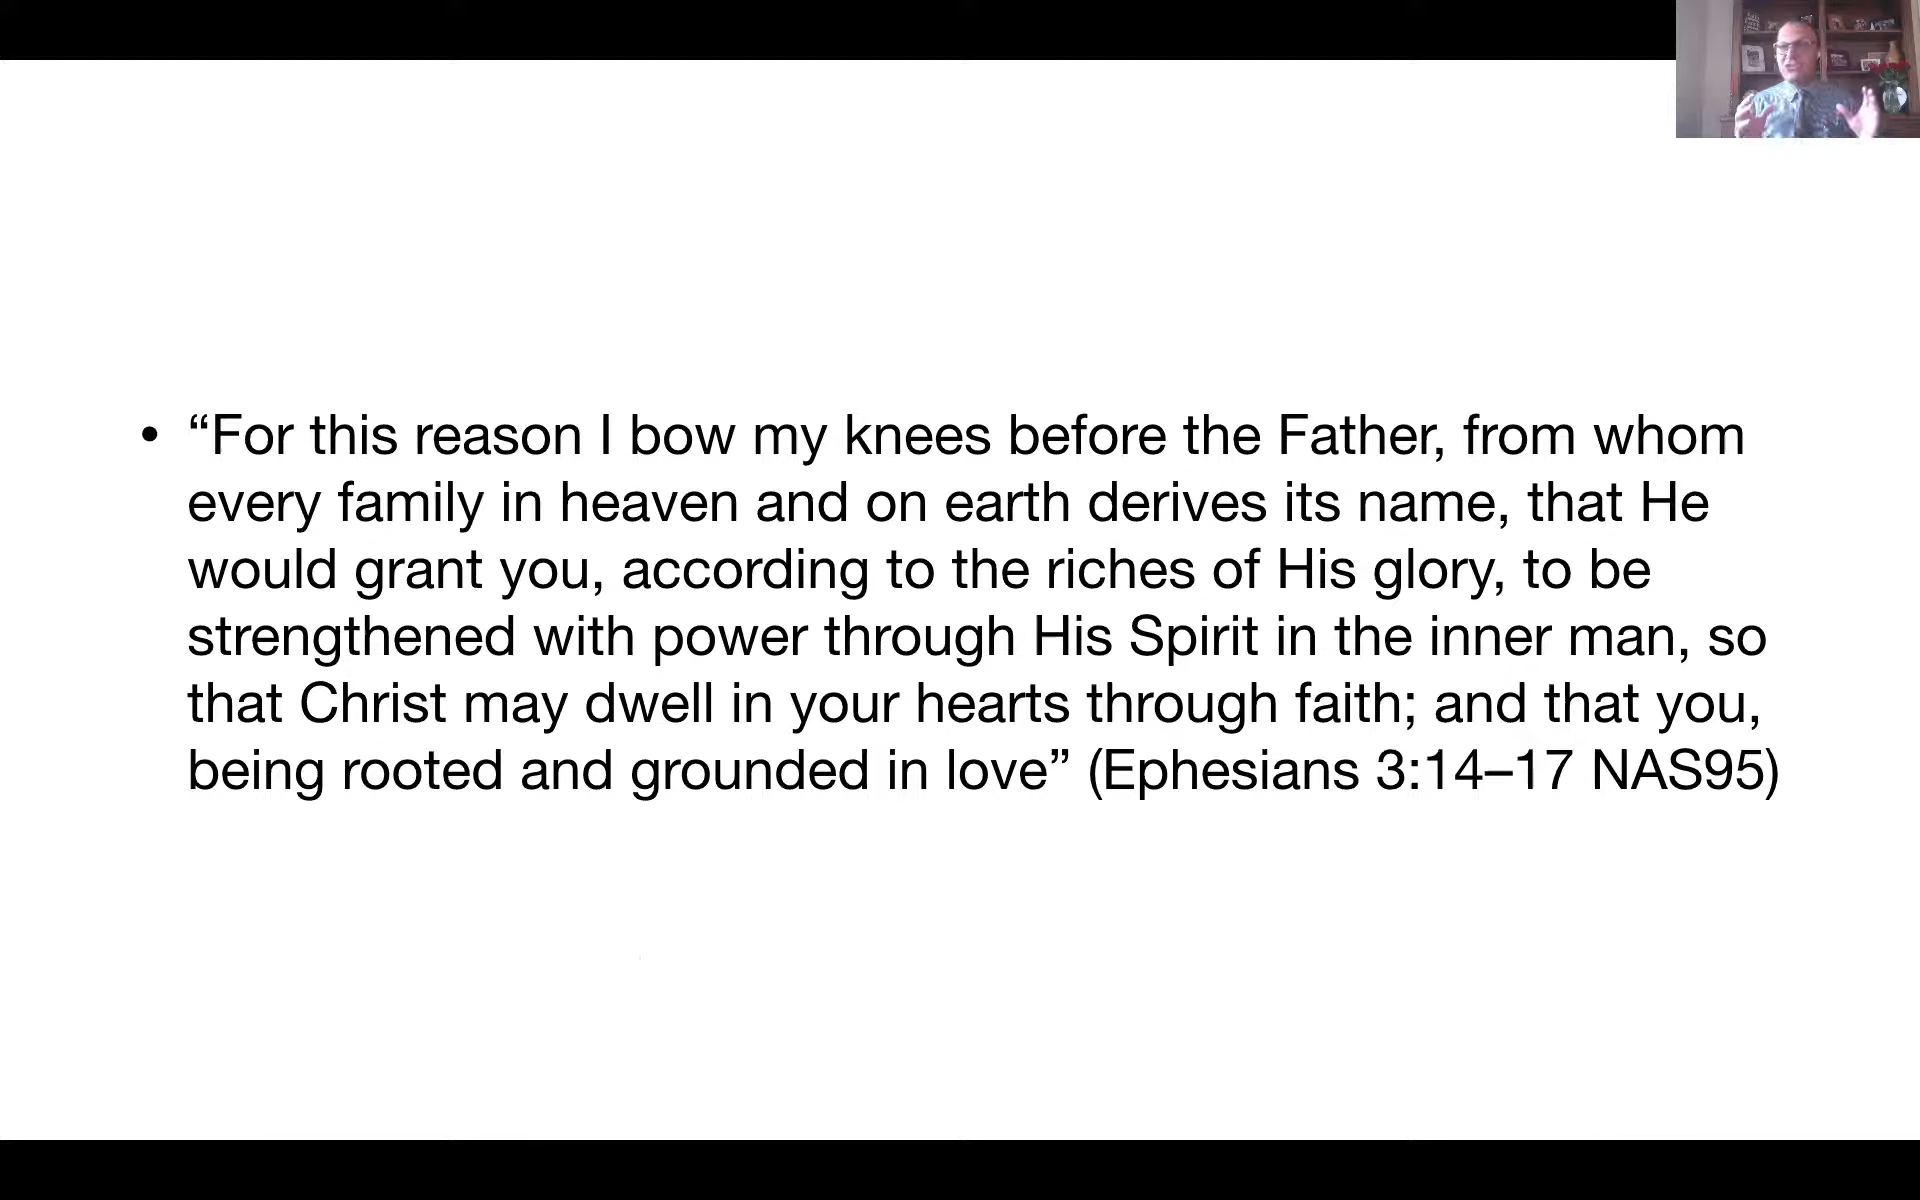 • “For this reason I bow my knees before the Father, from whom
every family in heaven and on earth derives its name, that He
would grant you, according to the riches of His glory, to be
strengthened with power through His Spirit in the inner man, so
that Christ may dwell in your hearts through faith; and that you,
being rooted and grounded in love” (Ephesians 3:14–17 NAS95)